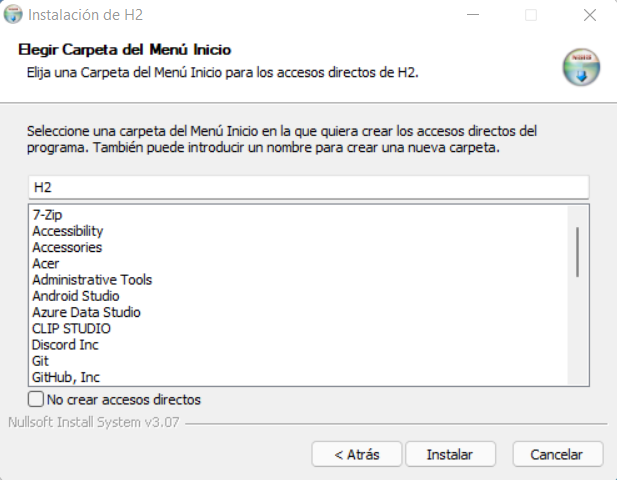 Instalación de H2
Elegir Carpeta del Menú Inicio
Elija una Carpeta del Menú Inicio para los accesos directos de H2.
Seleccione una carpeta del Menú Inicio en la que quiera crear los accesos directos del
programa. También puede introducir un nombre para crear una nueva carpeta.
H2
7-Zip
Accessibility
Accessories
Acer
Administrative Tools
Android Studio
Azure Data Studio
CLIP STUDIO
Discord Inc
Git
GitHub, Inc
No crear accesos directos
Nullsoft Install System v3.07
< Atrás
Instalar
Cancelar